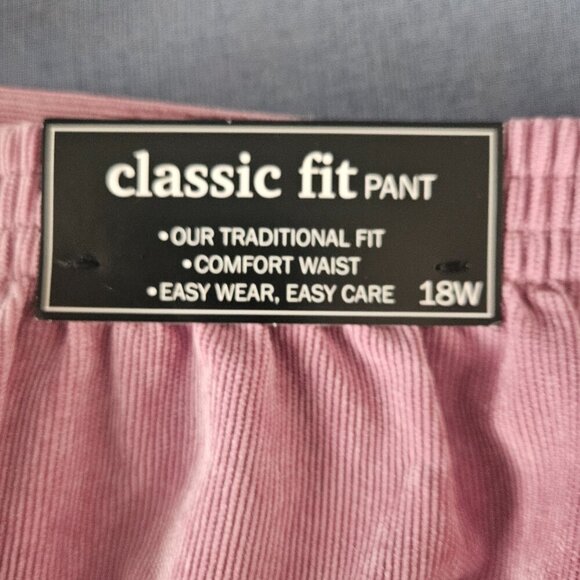 classic fit PANT
•OUR TRADITIONAL FIT
•COMFORT WAIST
•EASY WEAR, EASY CARE 18W